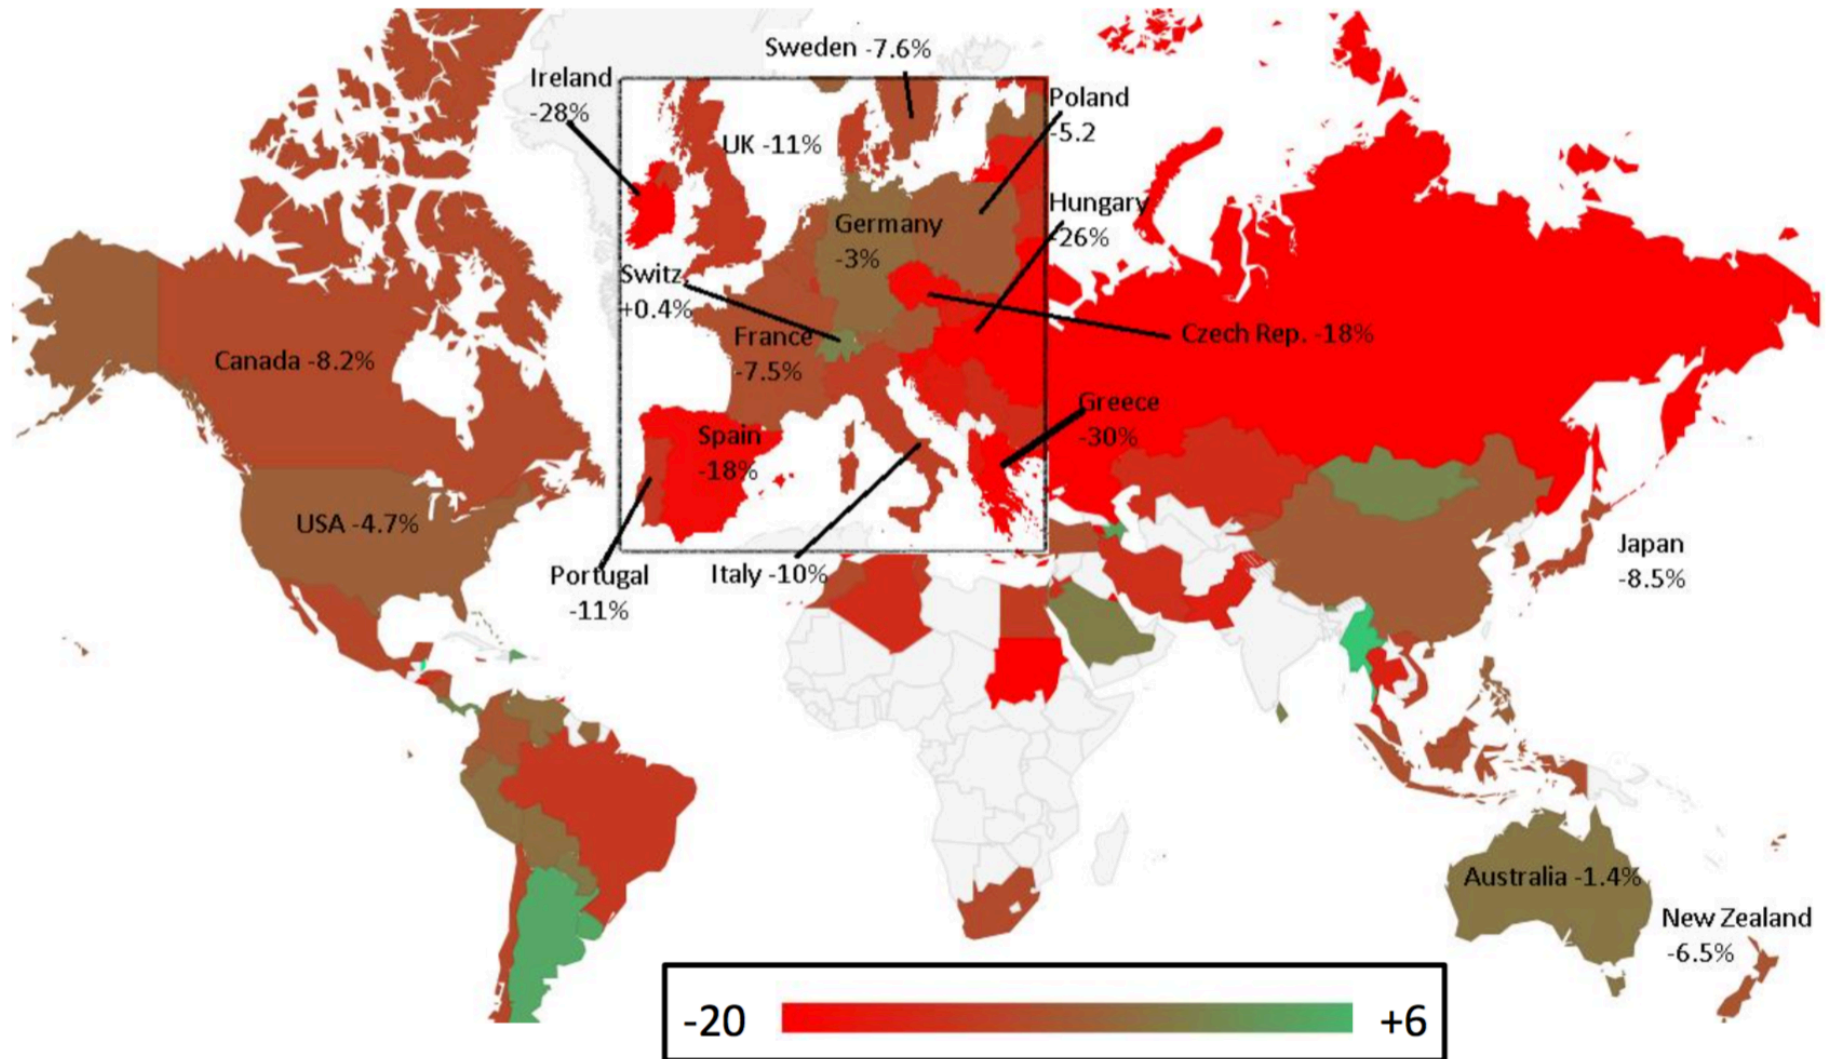 Sweden -7.6%
Ireland
-28%
Poland
-5.2
UK -11%
Hungary
-26%
Germany
-3%
Switz.
+0.4%
Czech Rep. -18%
France
-7.5%
Canada -8.2%
Greece
-30%
Spain
-18%
USA -4.7%
Japan
-8.5%
Portugal
-11%
Italy -10%
Australia -1.4%
New Zealand
-6.5%
-20
+6